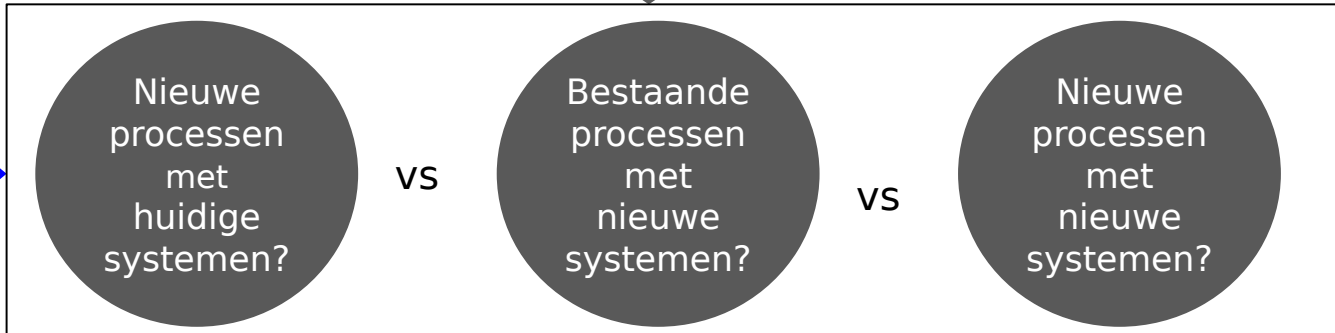 Nieuwe
processen
met
huidige
systemen?
vs
Bestaande
processen
met
nieuwe
systemen?
vs
Nieuwe
processen
met
nieuwe
systemen?